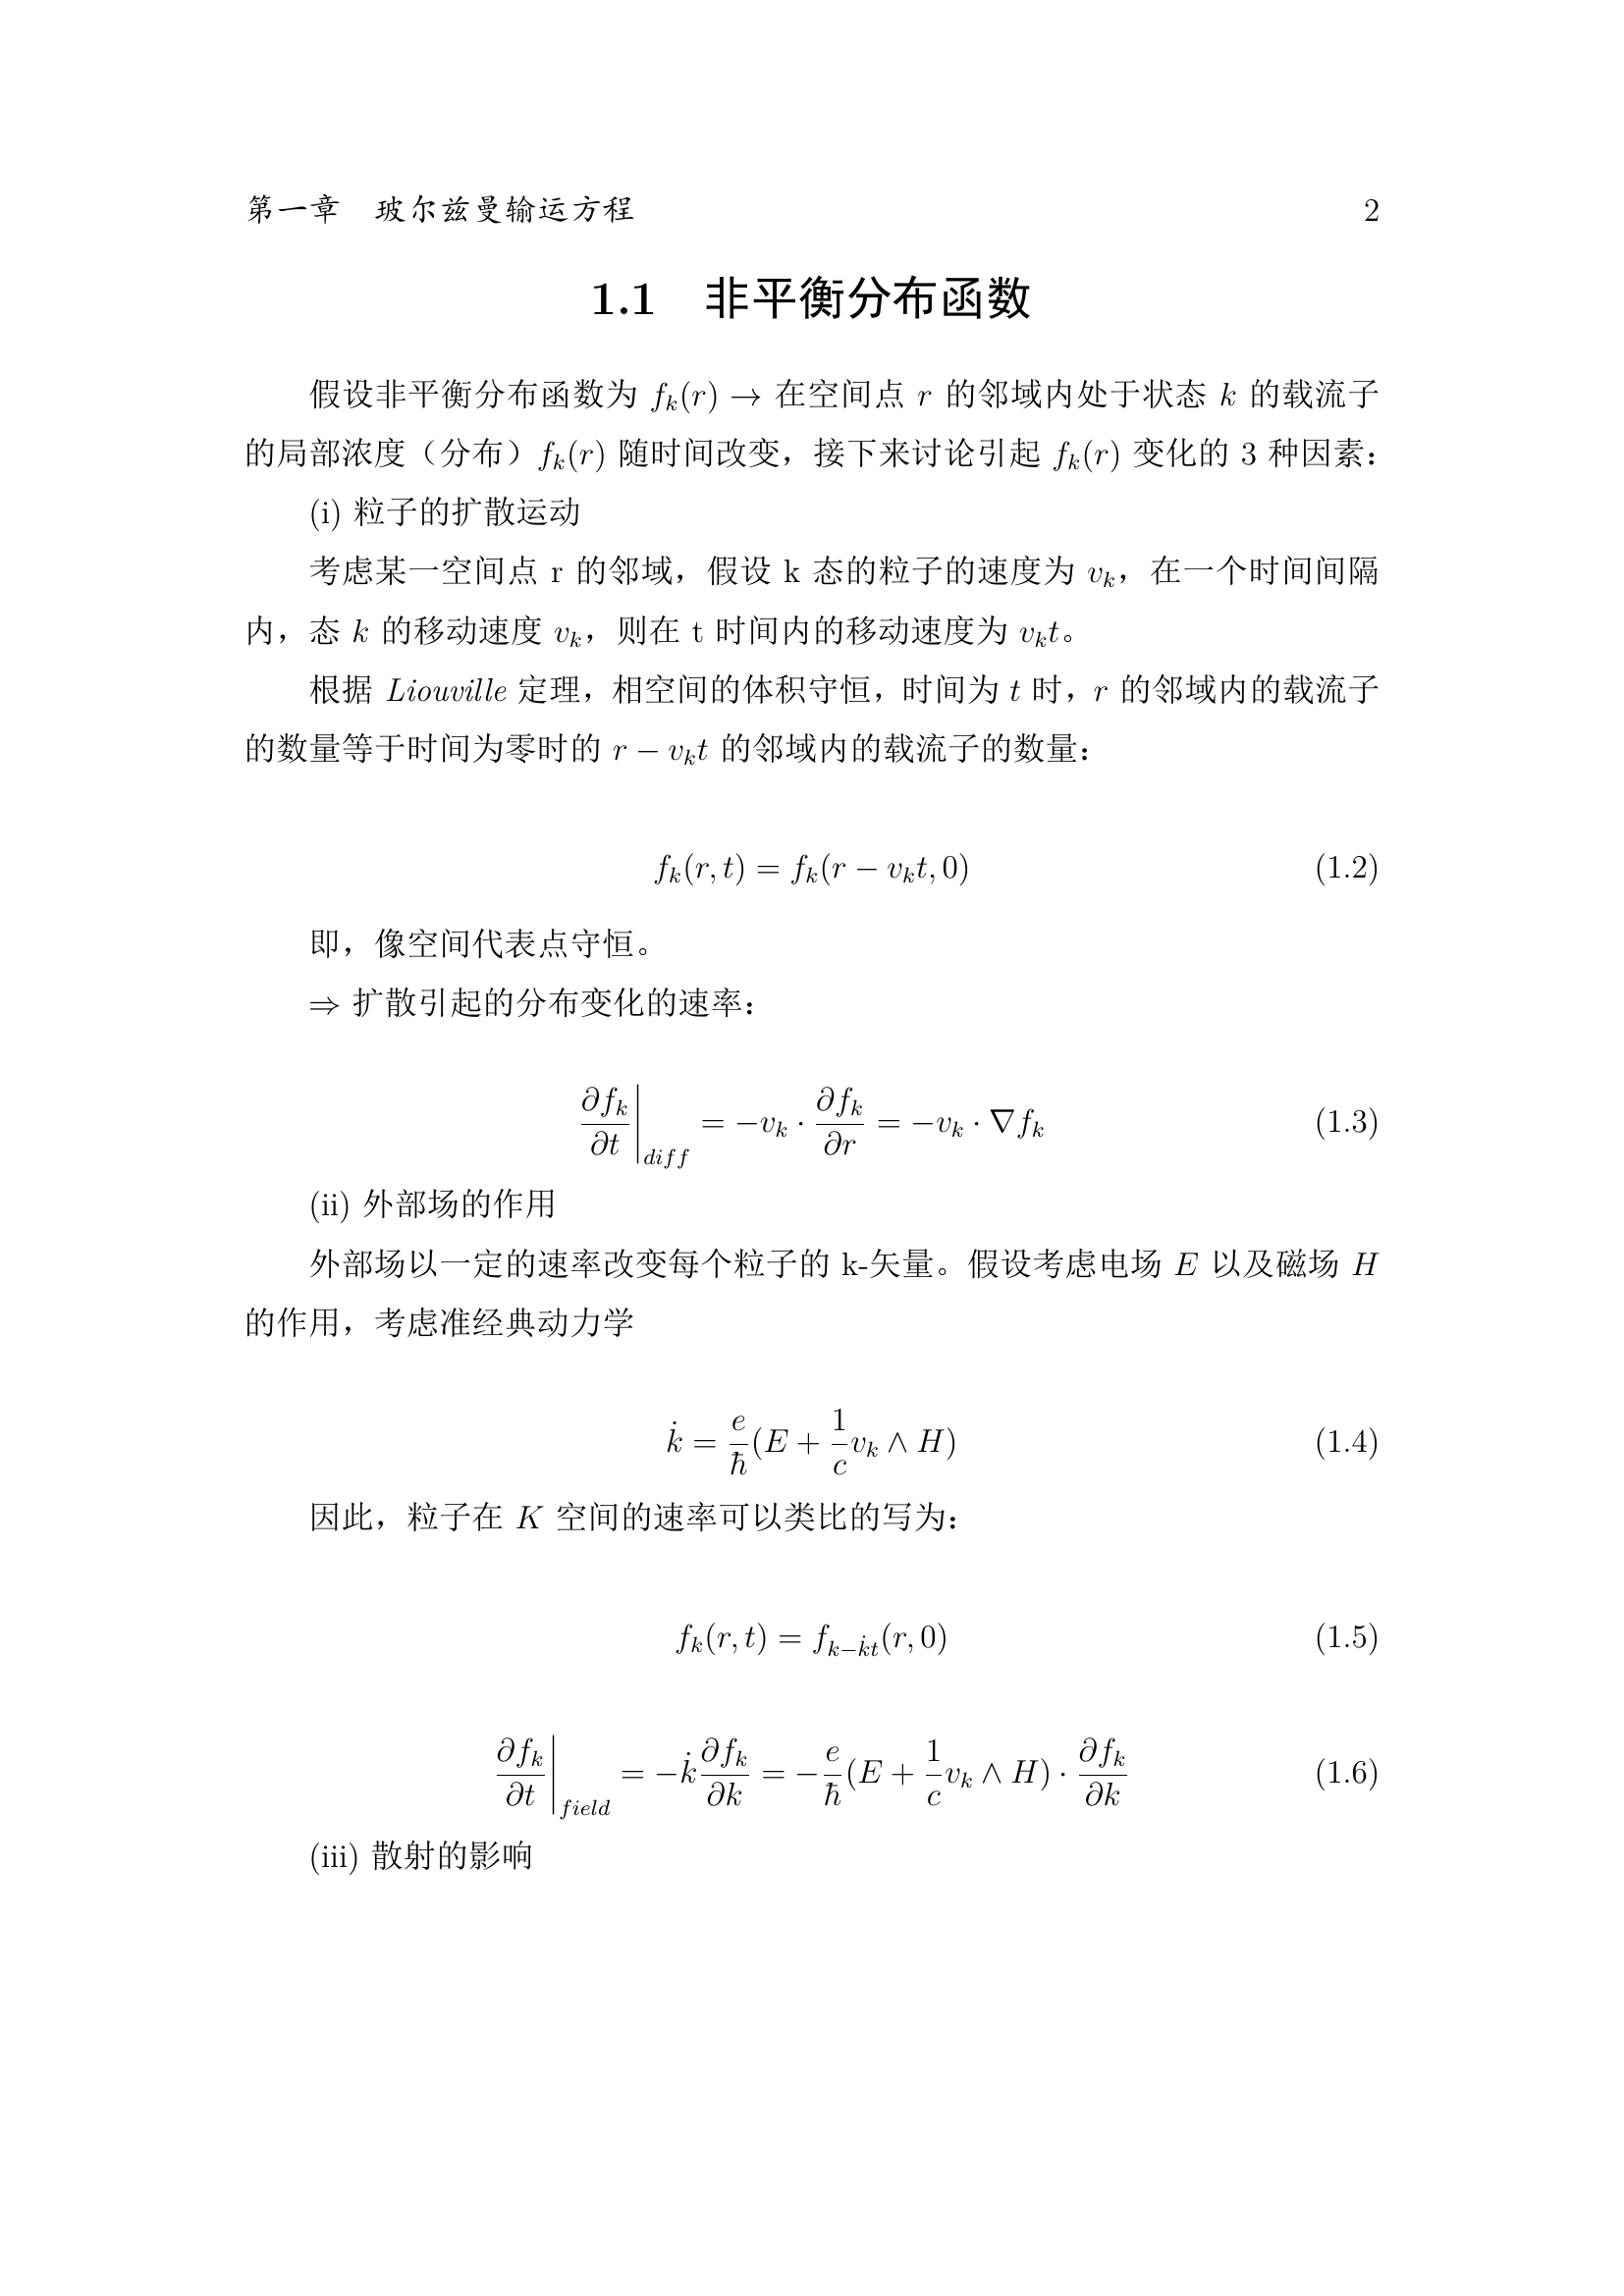 第一章　玻尔兹曼输运方程　2
1.1　非平衡分布函数
假设非平衡分布函数为 $f_k(r) \to$ 在空间点 $r$ 的邻域内处于状态 $k$ 的载流子
的局部浓度（分布）$f_k(r)$ 随时间改变，接下来讨论引起 $f_k(r)$ 变化的 3 种因素：
(i) 粒子的扩散运动
考虑某一空间点 r 的邻域，假设 k 态的粒子的速度为 $v_k$，在一个时间间隔
内，态 $k$ 的移动速度 $v_k$，则在 t 时间内的移动速度为 $v_k t$。
根据 Liouville 定理，相空间的体积守恒，时间为 $t$ 时，$r$ 的邻域内的载流子
的数量等于时间为零时的 $r - v_k t$ 的邻域内的载流子的数量：
$f_k(r, t) = f_k(r - v_k t, 0)$ (1.2)
即，像空间代表点守恒。
⇒ 扩散引起的分布变化的速率：
$\left.\frac{\partial f_k}{\partial t}\right|_{diff} = -v_k \cdot \frac{\partial f_k}{\partial r} = -v_k \cdot \nabla f_k$ (1.3)
(ii) 外部场的作用
外部场以一定的速率改变每个粒子的 k-矢量。假设考虑电场 $E$ 以及磁场 $H$
的作用，考虑准经典动力学
$\dot{k} = \frac{e}{\hbar}(E + \frac{1}{c} v_k \wedge H)$ (1.4)
因此，粒子在 $K$ 空间的速率可以类比的写为：
$f_k(r, t) = f_{k-\dot{k}t}(r, 0)$ (1.5)
$\left.\frac{\partial f_k}{\partial t}\right|_{field} = -\dot{k}\frac{\partial f_k}{\partial k} = -\frac{e}{\hbar}(E + \frac{1}{c} v_k \wedge H) \cdot \frac{\partial f_k}{\partial k}$ (1.6)
(iii) 散射的影响